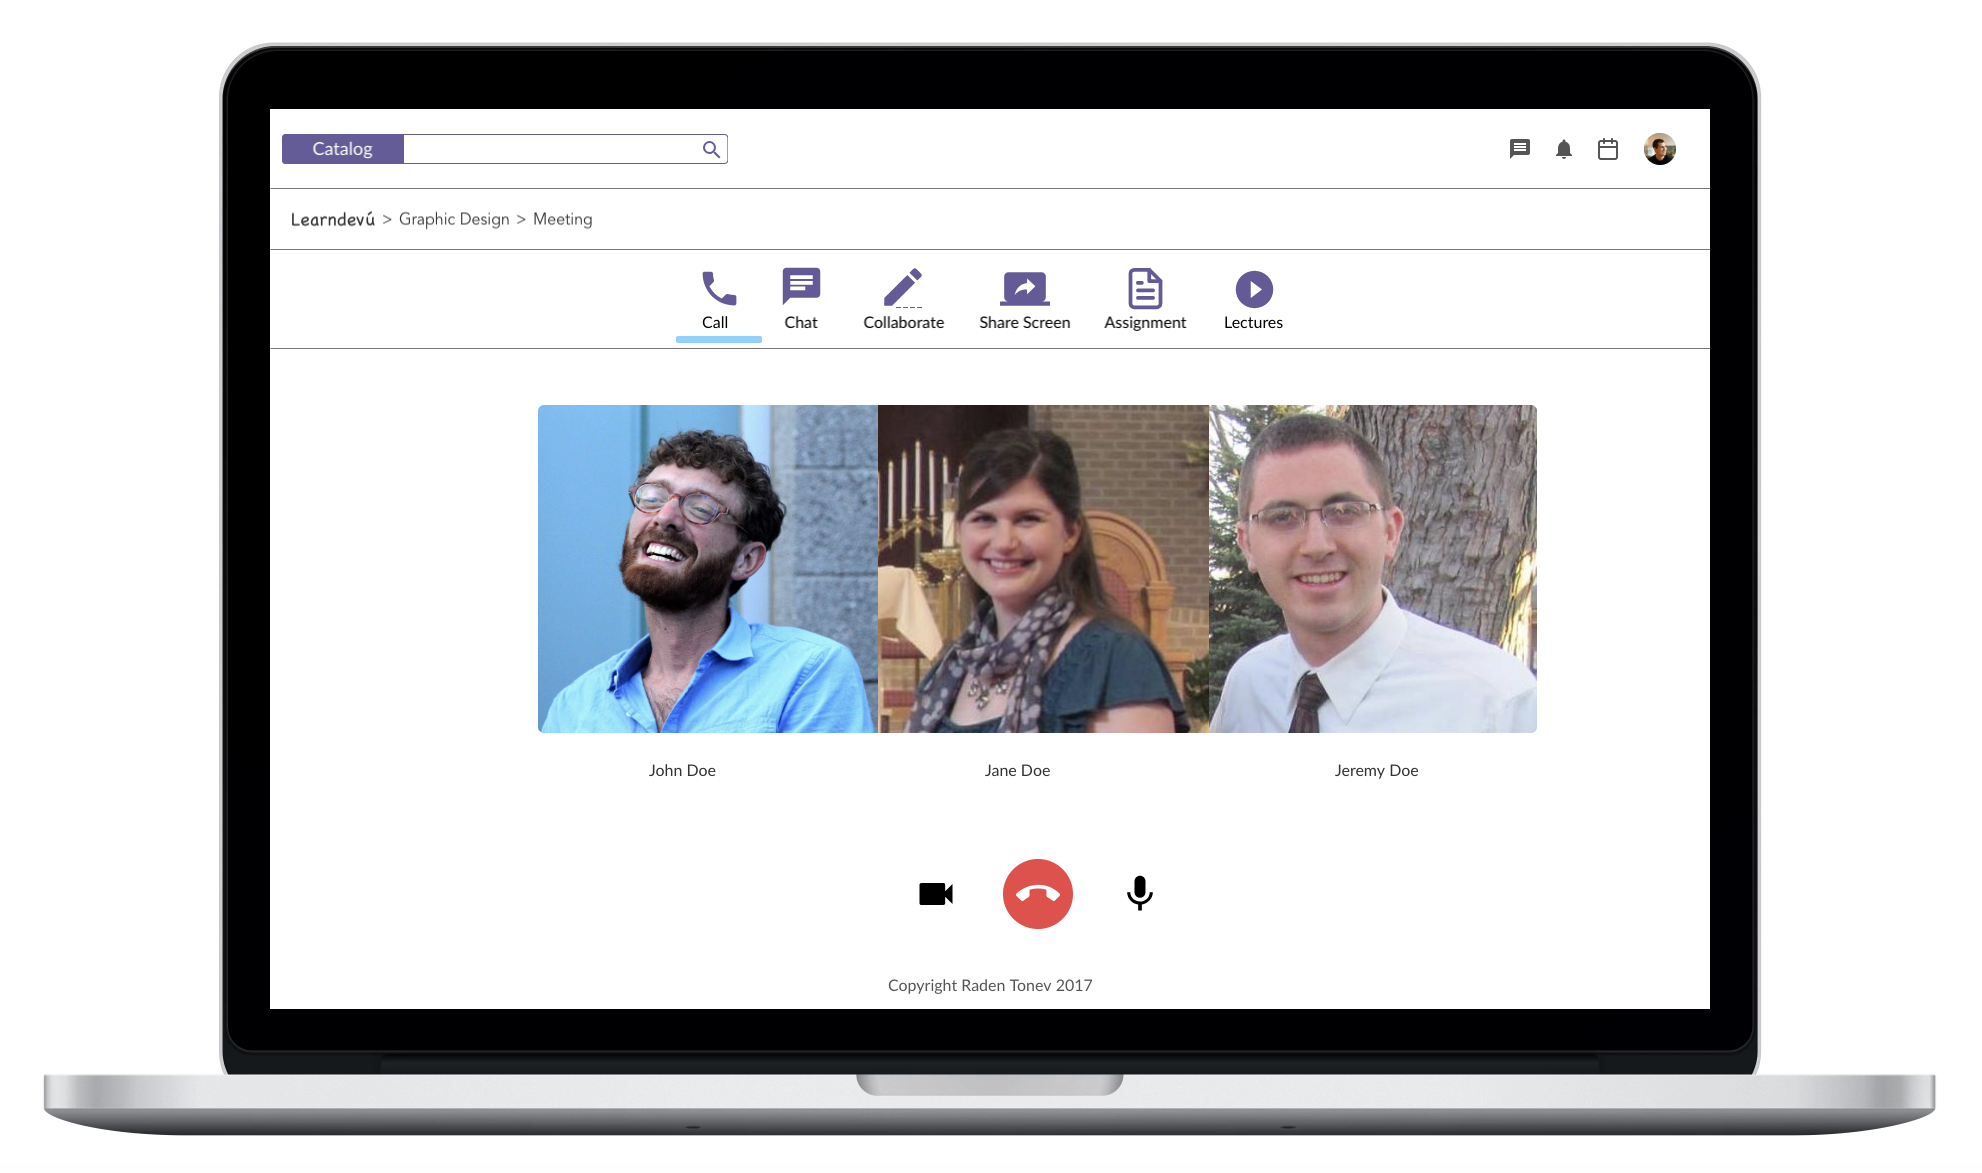 Catalog
Learndevú > Graphic Design > Meeting
Call Chat Collaborate Share Screen Assignment Lectures
John Doe Jane Doe Jeremy Doe
Copyright Raden Tonev 2017